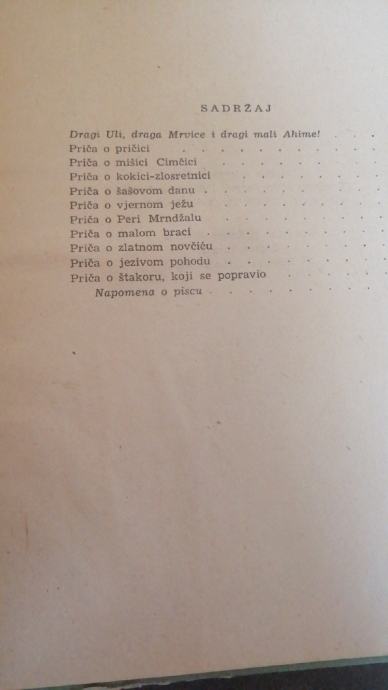 SADRŽAJ
Dragi Uli, draga Mrvice i dragi mali Ahime! . . .
Priča o pričici . . . . . . . .
Priča o mišici Cimčici . . . . . .
Priča o kokici-zlosretnici . . . . . .
Priča o šašovom danu . . . . . . .
Priča o vjernom ježu . . . . . .
Priča o Peri Mrndžalu . . . . . .
Priča o malom braci . . . . . . .
Priča o zlatnom novčiću . . . . . .
Priča o jezivom pohodu . . . . . .
Priča o štakoru, koji se popravio . . . .
Napomena o piscu . . . . . . .